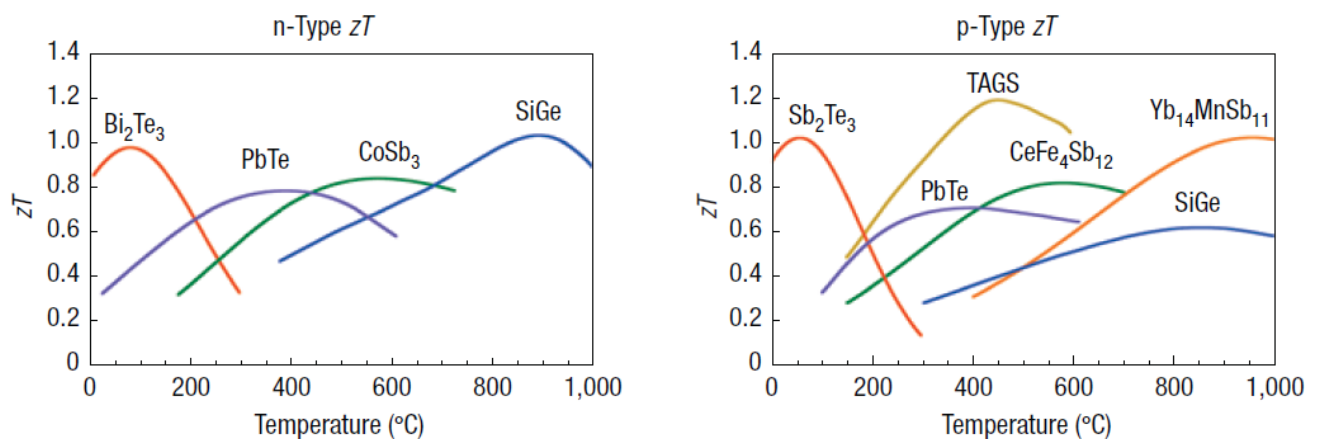 n-Type zT
1.4
1.2
1.0
0.8
0.6
0.4
0.2
0
zT
Bi2Te3
PbTe
CoSb3
SiGe
0 200 400 600 800 1,000
Temperature (°C)
p-Type zT
1.4
1.2
1.0
0.8
0.6
0.4
0.2
0
zT
TAGS
Sb2Te3
Yb14MnSb11
CeFe4Sb12
PbTe
SiGe
0 200 400 600 800 1,000
Temperature (°C)